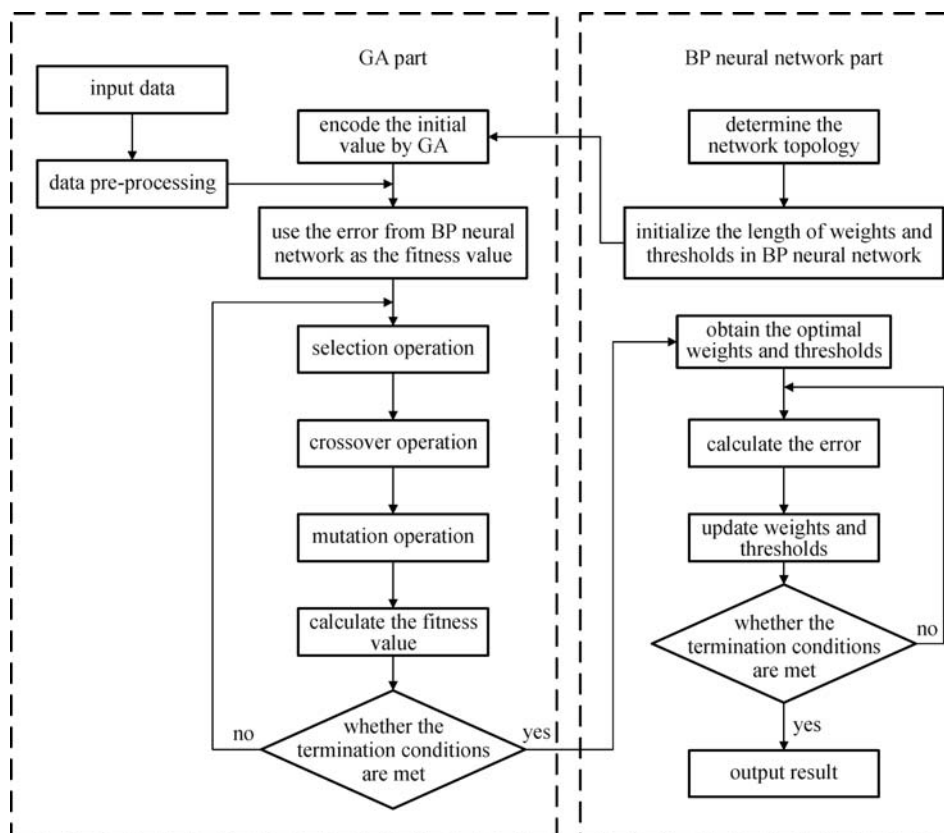 GA part
input data
encode the initial
value by GA
data pre-processing
use the error from BP neural
network as the fitness value
selection operation
crossover operation
mutation operation
calculate the fitness
value
no
whether the
termination conditions
are met
yes
BP neural network part
determine the
network topology
initialize the length of weights and
thresholds in BP neural network
obtain the optimal
weights and thresholds
calculate the error
update weights and
thresholds
whether the
termination conditions
are met
no
yes
output result